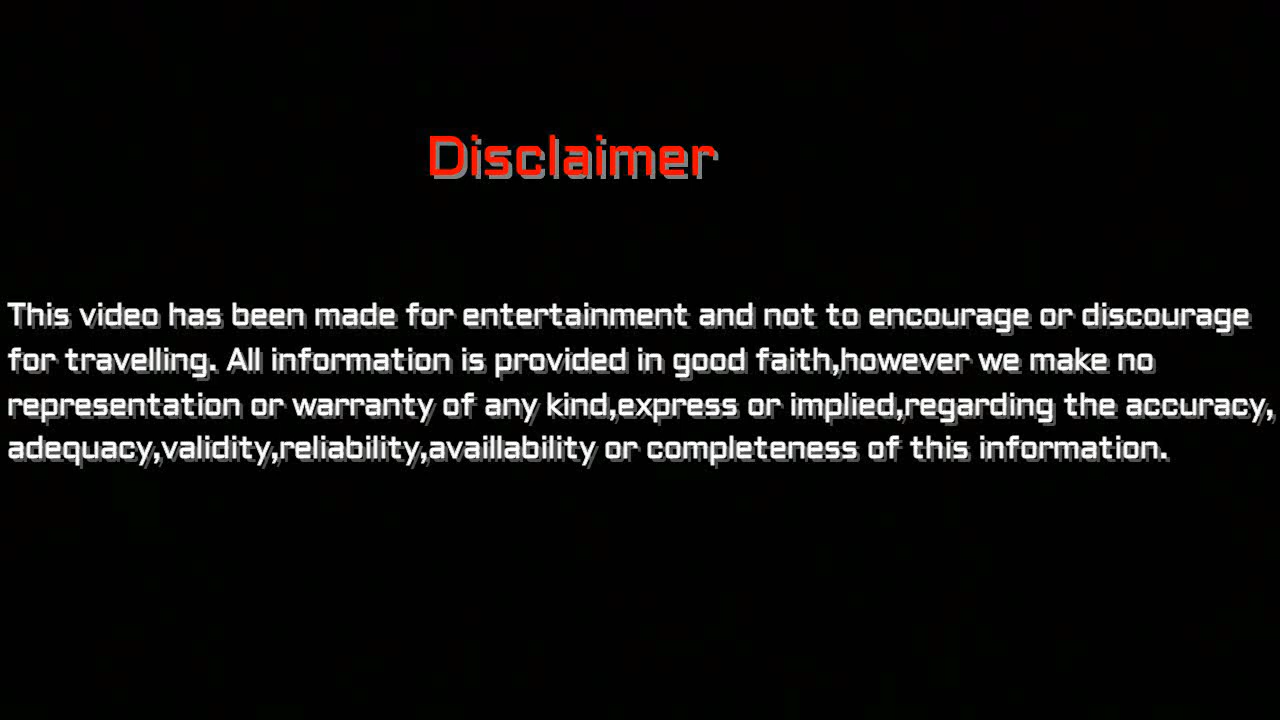 Disclaimer
This video has been made for entertainment and not to encourage or discourage
for travelling. All information is provided in good faith,however we make no
representation or warranty of any kind,express or implied,regarding the accuracy,
adequacy,validity,reliability,availlability or completeness of this information.